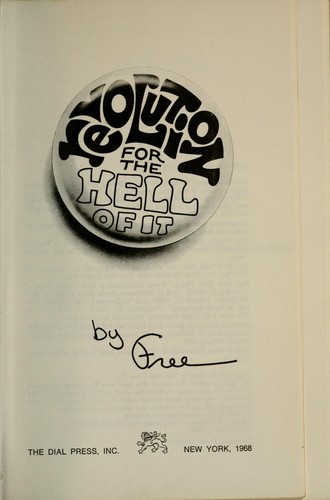 REVOLUTION
FOR
THE
HELL
OF IT
by Free
THE DIAL PRESS, INC. NEW YORK, 1968